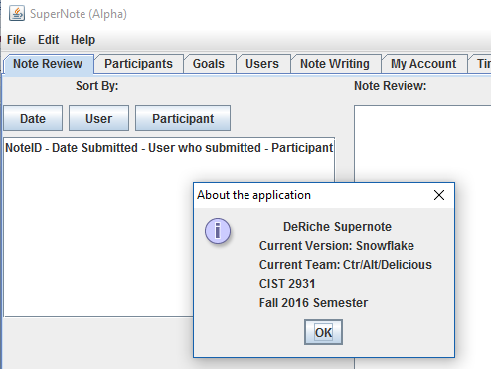 SuperNote (Alpha)
File Edit Help
Note Review Participants Goals Users Note Writing My Account
Sort By: Note Review:
Date User Participant
NoteID - Date Submitted - User who submitted - Participant
About the application
DeRiche Supernote
Current Version: Snowflake
Current Team: Ctr/Alt/Delicious
CIST 2931
Fall 2016 Semester
OK